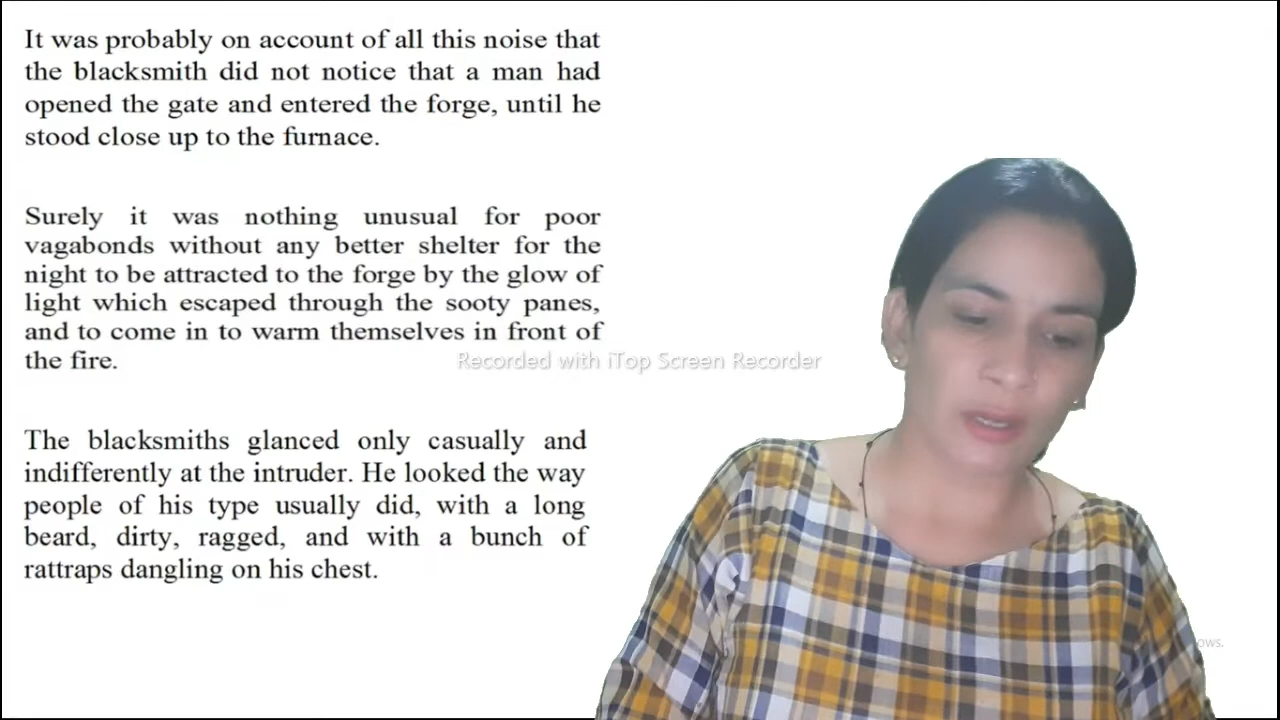 It was probably on account of all this noise that
the blacksmith did not notice that a man had
opened the gate and entered the forge, until he
stood close up to the furnace.
Surely it was nothing unusual for poor
vagabonds without any better shelter for the
night to be attracted to the forge by the glow of
light which escaped through the sooty panes,
and to come in to warm themselves in front of
the fire.
Recorded with iTop Screen Recorder
The blacksmiths glanced only casually and
indifferently at the intruder. He looked the way
people of his type usually did, with a long
beard, dirty, ragged, and with a bunch of
rattraps dangling on his chest.
ows.